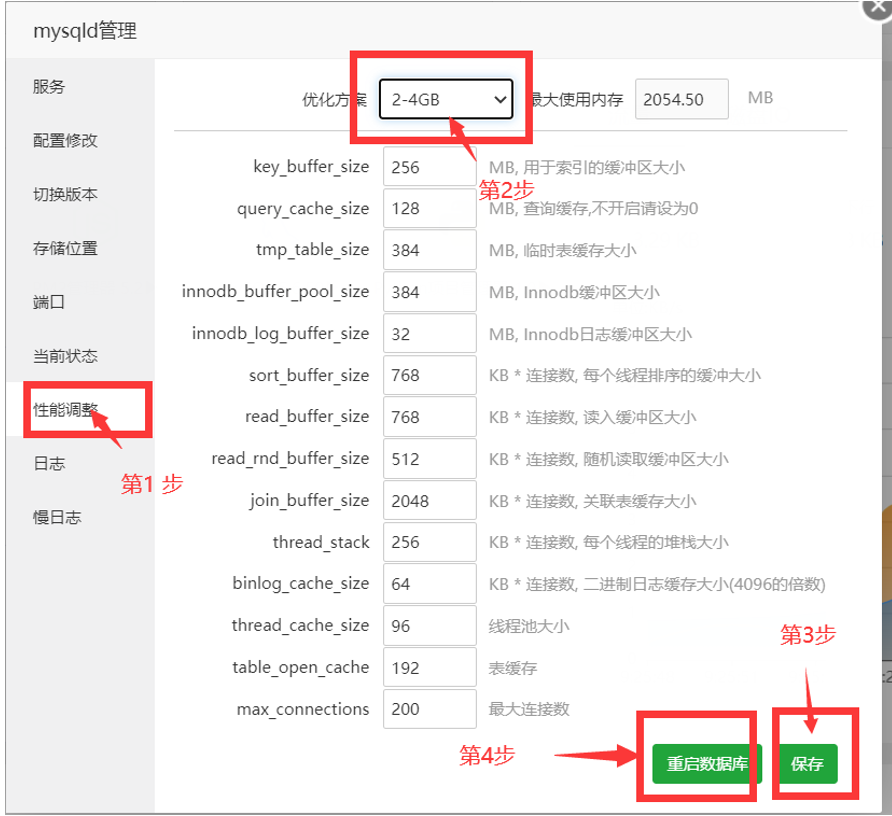 mysqld管理
服务
配置修改
切换版本
存储位置
端口
当前状态
性能调整
日志
慢日志
第1 步
优化方案 2-4GB 最大使用内存 2054.50 MB
第2步
key_buffer_size 256 MB, 用于索引的缓冲区大小
query_cache_size 128 MB, 查询缓存,不开启请设为0
tmp_table_size 384 MB, 临时表缓存大小
innodb_buffer_pool_size 384 MB, Innodb缓冲区大小
innodb_log_buffer_size 32 MB, Innodb日志缓冲区大小
sort_buffer_size 768 KB * 连接数, 每个线程排序的缓冲大小
read_buffer_size 768 KB * 连接数, 读入缓冲区大小
read_rnd_buffer_size 512 KB * 连接数, 随机读取缓冲区大小
join_buffer_size 2048 KB * 连接数, 关联表缓存大小
thread_stack 256 KB * 连接数, 每个线程的堆栈大小
binlog_cache_size 64 KB * 连接数, 二进制日志缓存大小(4096的倍数)
thread_cache_size 96 线程池大小
table_open_cache 192 表缓存
max_connections 200 最大连接数
第3步
第4步
重启数据库 保存